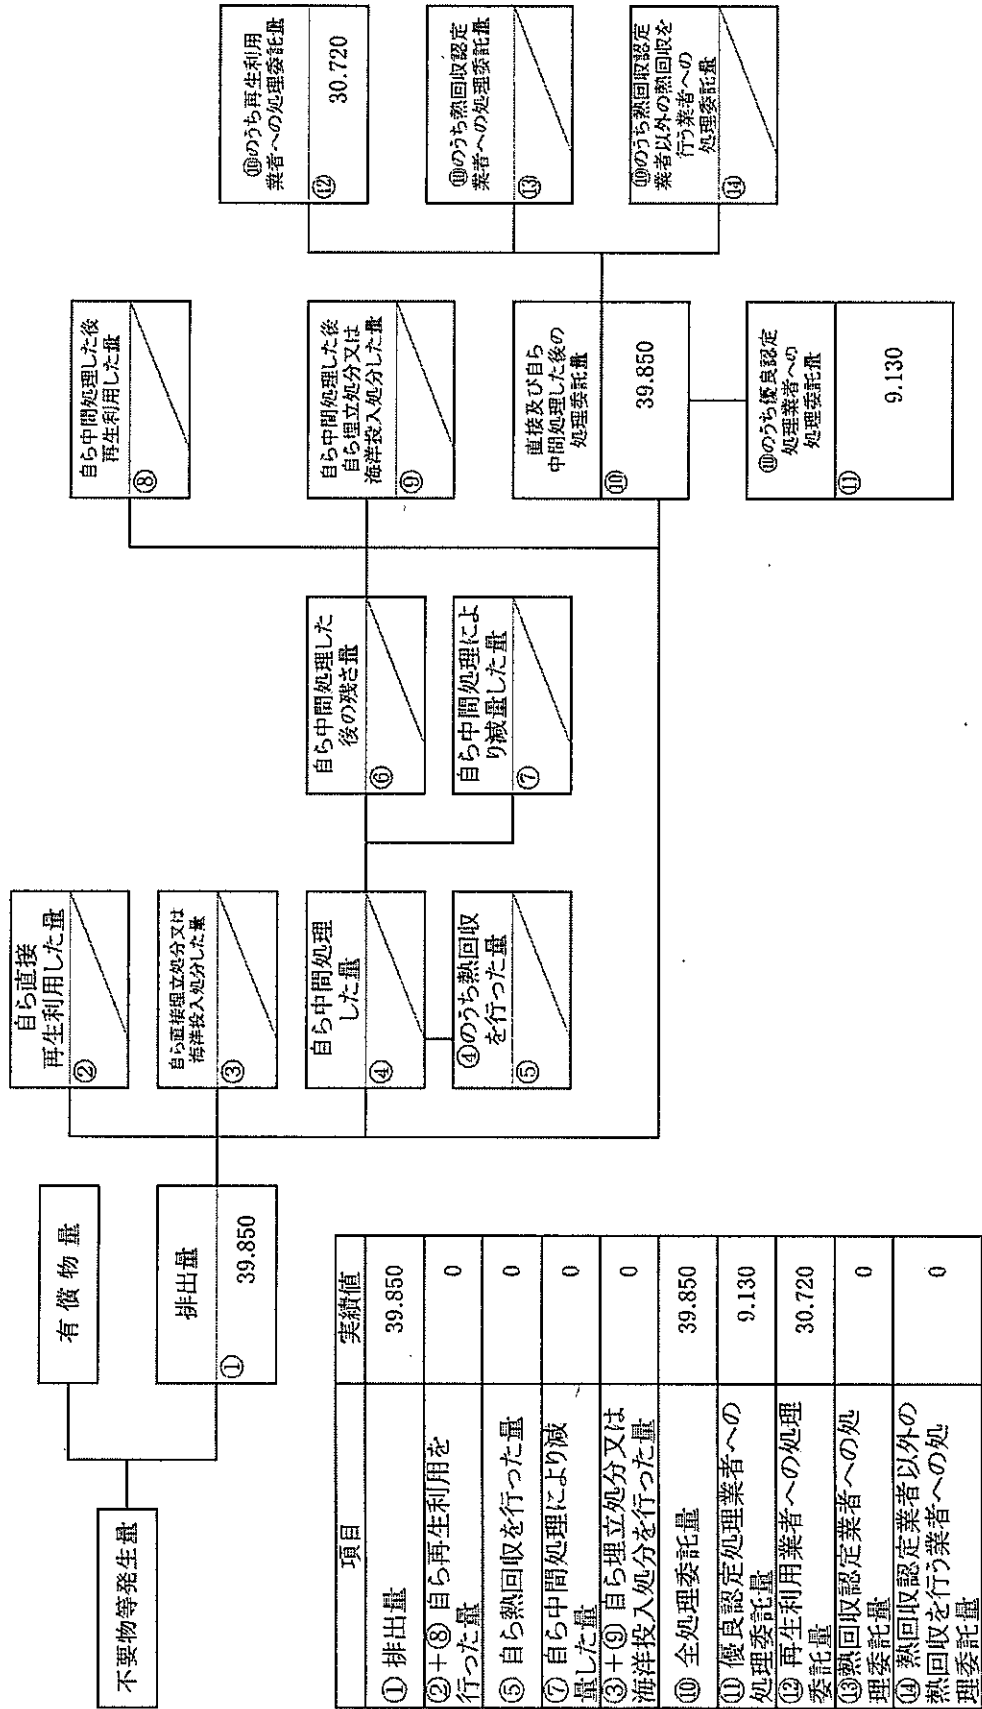 不要物等発生量
有償物量
排出量
①
39.850
自ら直接
再生利用した量
②
自ら直接埋立処分又は
海洋投入処分した量
③
自ら中間処理
した量
④
④のうち熱回収
を行った量
⑤
自ら中間処理した
後の残さ量
⑥
自ら中間処理によ
り減量した量
⑦
自ら中間処理した後
再生利用した量
⑧
自ら中間処理した後
自ら埋立処分又は
海洋投入処分した量
⑨
直接及び自ら
中間処理した後の
処理委託量
⑩
39.850
⑩のうち優良認定
処理業者への
処理委託量
⑪
9.130
⑩のうち再生利用
業者への処理委託量
⑫
30.720
⑩のうち熱回収認定
業者への処理委託量
⑬
⑩のうち熱回収認定
業者以外の熱回収を
行う業者への
処理委託量
⑭
項目 実績値
①排出量 39.850
②+⑧自ら再生利用を
行った量 0
⑤自ら熱回収を行った量 0
⑦自ら中間処理により減
量した量 0
③+⑨自ら埋立処分又は
海洋投入処分を行った量 0
⑩全処理委託量 39.850
⑪優良認定処理業者への
処理委託量 9.130
⑫再生利用業者への処理
委託量 30.720
⑬熱回収認定業者への処
理委託量 0
⑭熱回収認定業者以外の
熱回収を行う業者への処
理委託量 0